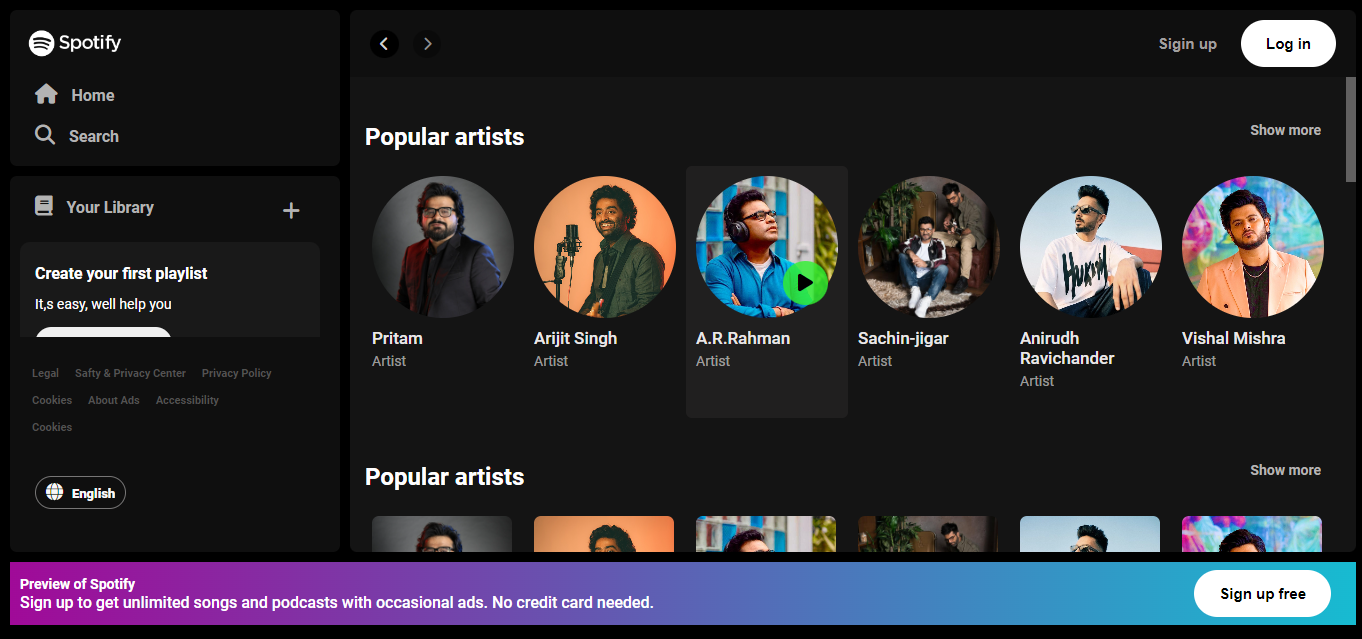 Spotify
Home
Search
Your Library
Create your first playlist
It,s easy, well help you
Legal Safty & Privacy Center Privacy Policy
Cookies About Ads Accessibility
Cookies
English
Sign up Log in
Popular artists Show more
Pritam
Artist
Arijit Singh
Artist
A.R.Rahman
Artist
Sachin-jigar
Artist
Anirudh
Ravichander
Artist
Vishal Mishra
Artist
Popular artists Show more
Preview of Spotify
Sign up to get unlimited songs and podcasts with occasional ads. No credit card needed.
Sign up free